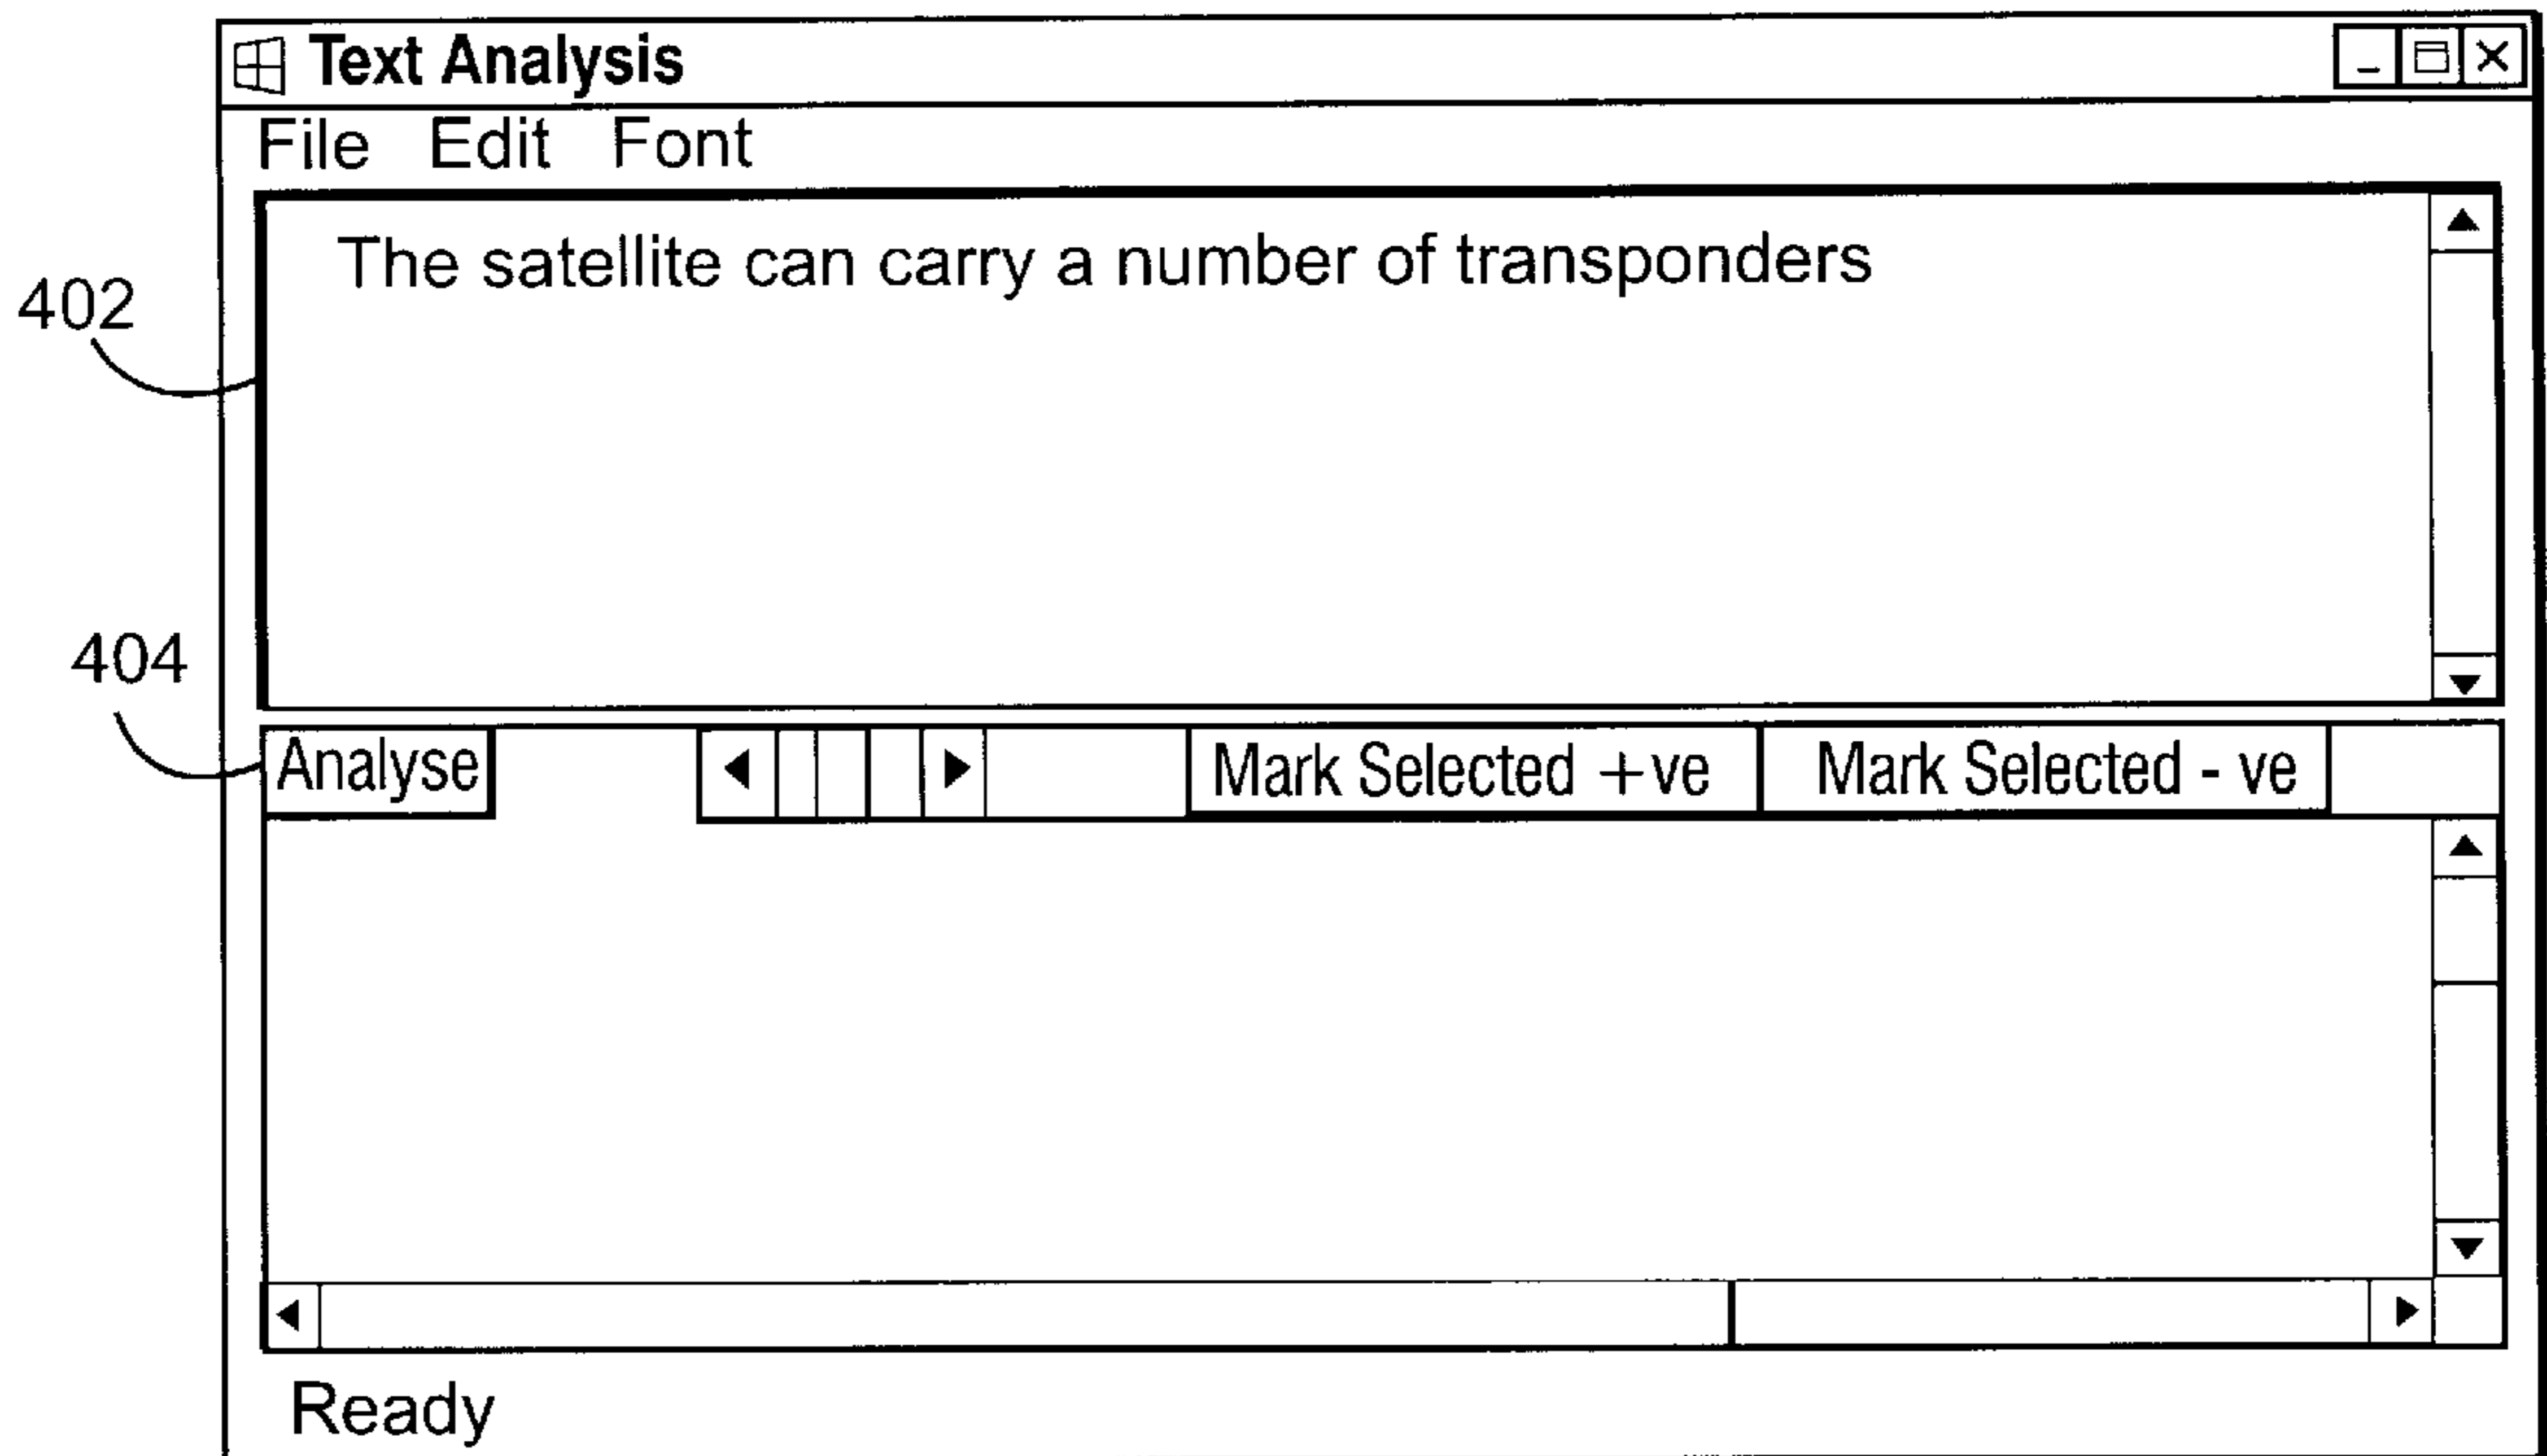 Text Analysis
File Edit Font
The satellite can carry a number of transponders
402
404
Analyse Mark Selected +ve Mark Selected - ve
Ready